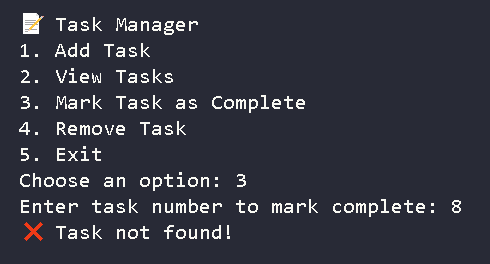 📝 Task Manager
1. Add Task
2. View Tasks
3. Mark Task as Complete
4. Remove Task
5. Exit
Choose an option: 3
Enter task number to mark complete: 8
❌ Task not found!